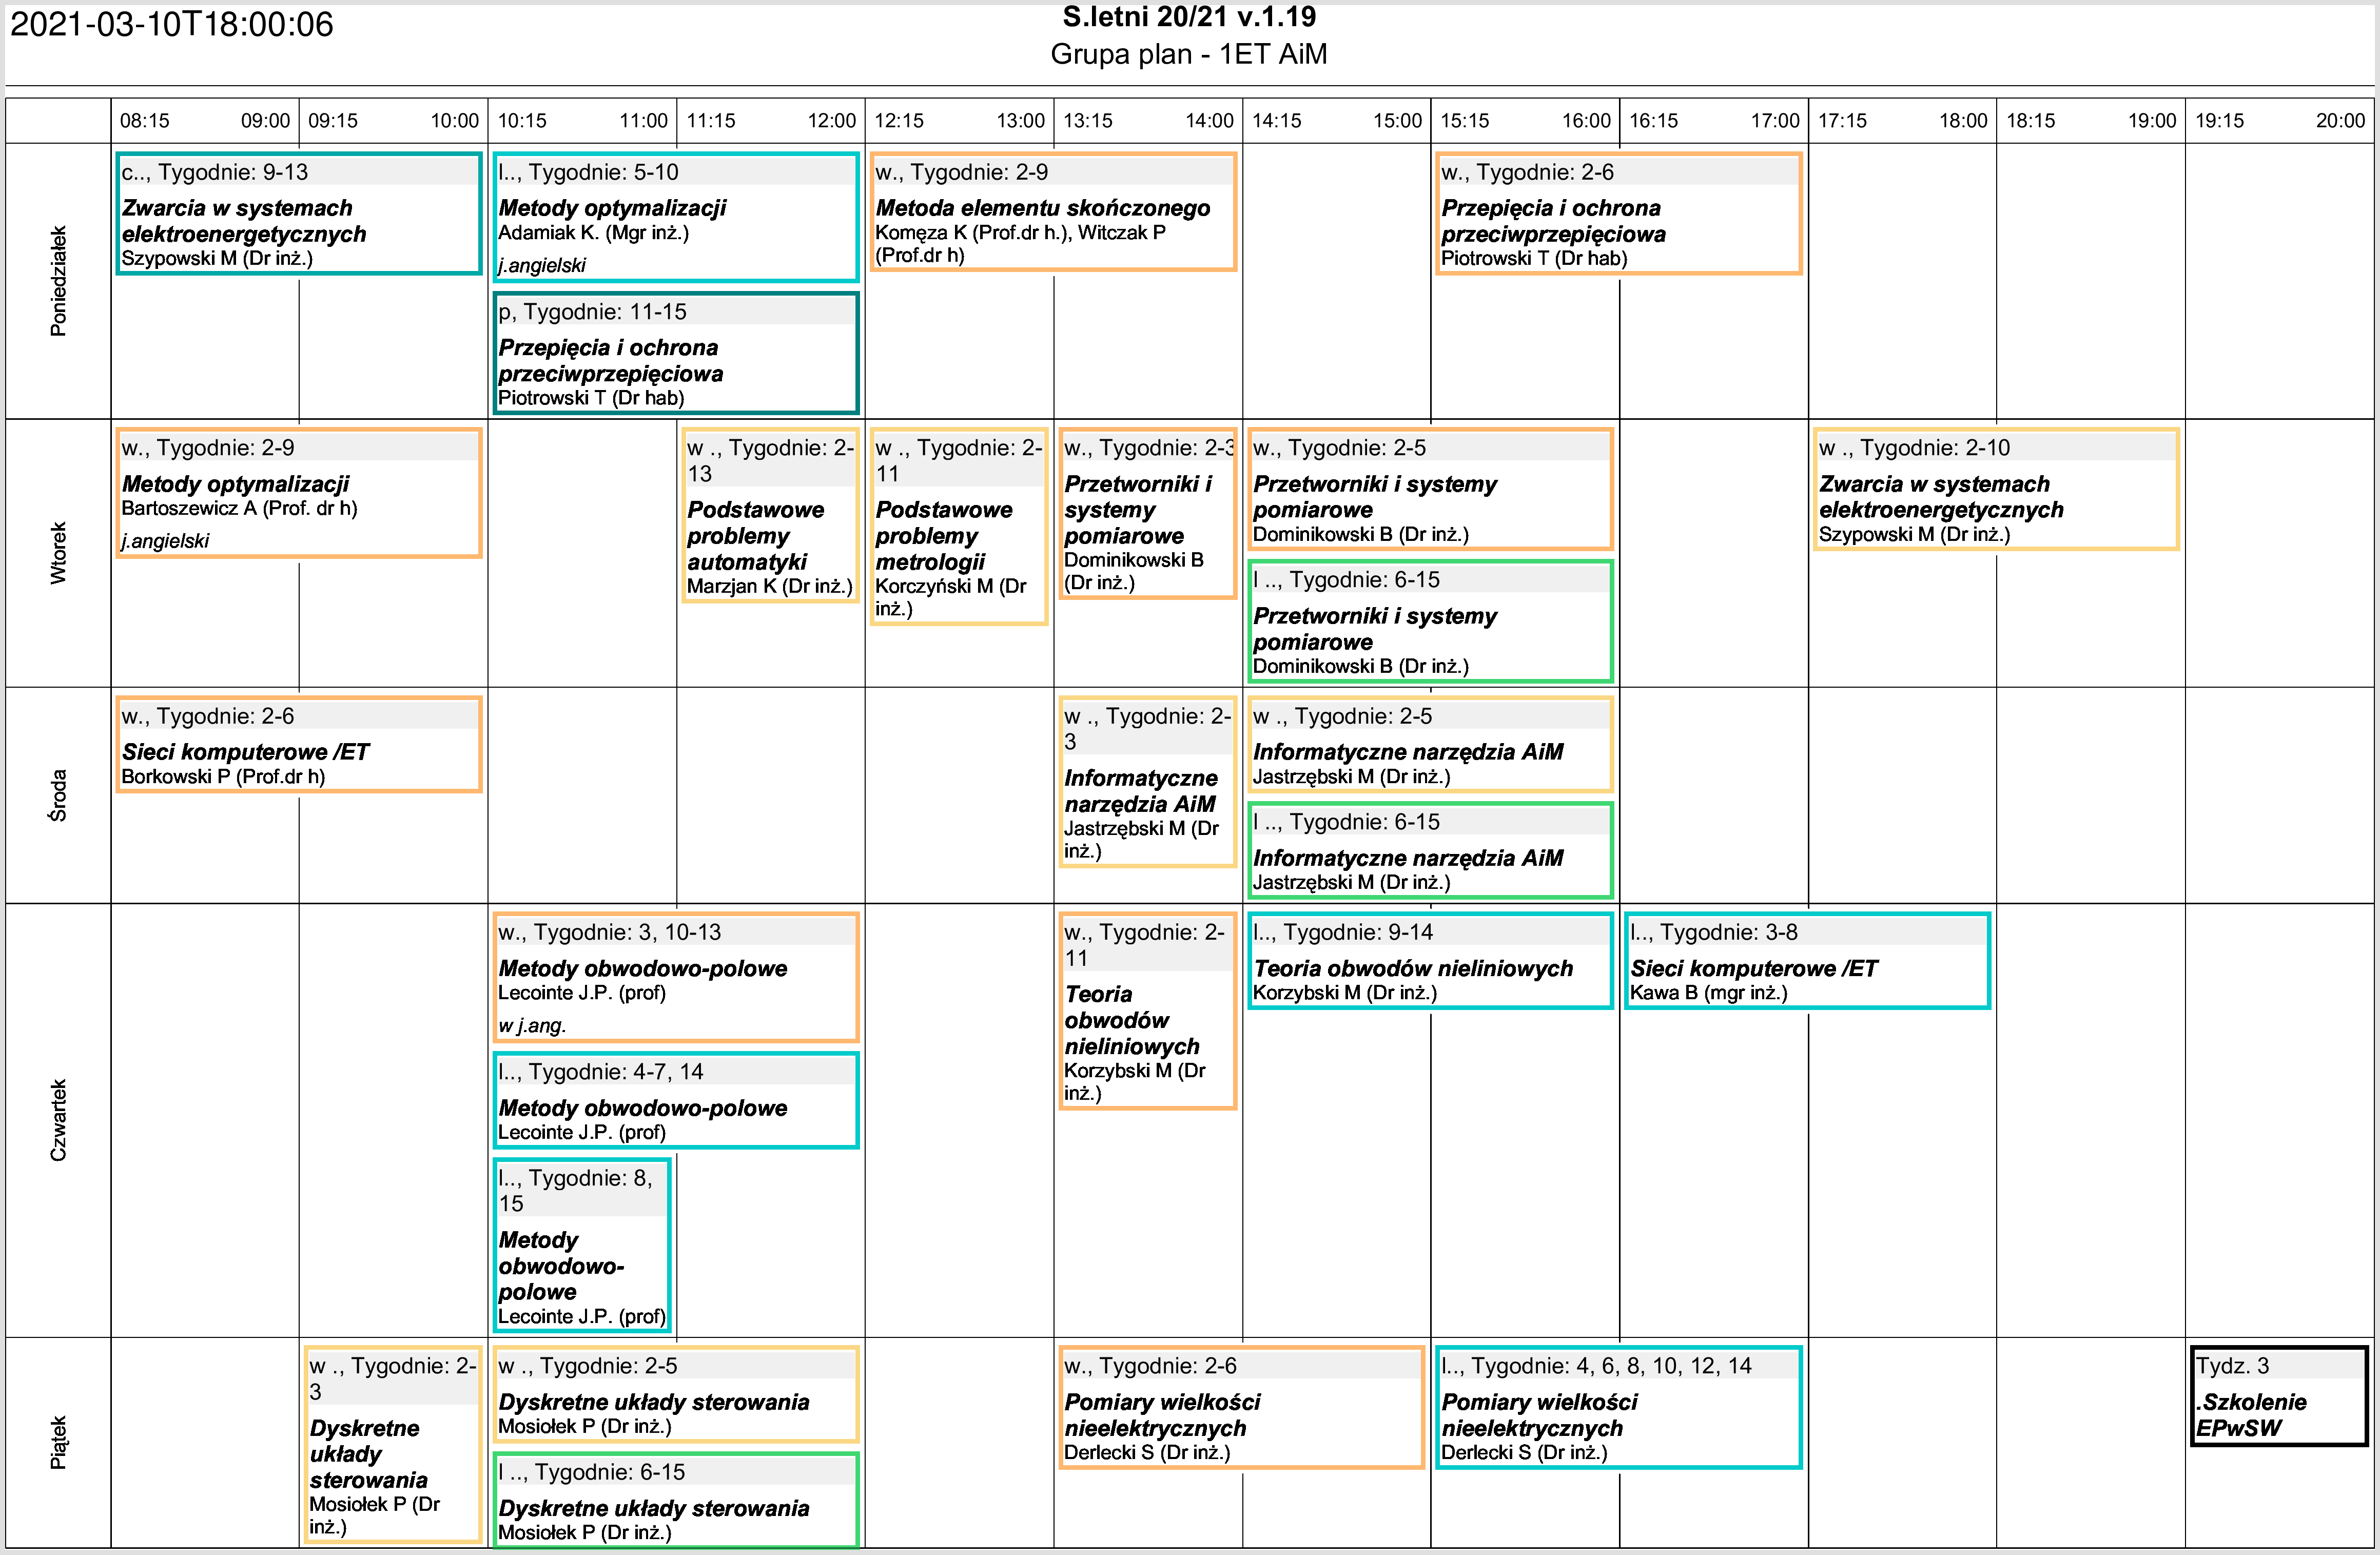 2021-03-10T18:00:06
S.letni 20/21 v.1.19
Grupa plan - 1ET AiM
08:15 09:00 09:15 10:00 10:15 11:00 11:15 12:00 12:15 13:00 13:15 14:00 14:15 15:00 15:15 16:00 16:15 17:00 17:15 18:00 18:15 19:00 19:15 20:00
Poniedziałek
c.., Tygodnie: 9-13
Zwarcia w systemach
elektroenergetycznych
Szypowski M (Dr inż.)
l.., Tygodnie: 5-10
Metody optymalizacji
Adamiak K. (Mgr inż.)
j.angielski
p, Tygodnie: 11-15
Przepięcia i ochrona
przeciwprzepięciowa
Piotrowski T (Dr hab)
w., Tygodnie: 2-9
Metoda elementu skończonego
Komęza K (Prof.dr h.), Witczak P
(Prof.dr h)
w., Tygodnie: 2-6
Przepięcia i ochrona
przeciwprzepięciowa
Piotrowski T (Dr hab)
Wtorek
w., Tygodnie: 2-9
Metody optymalizacji
Bartoszewicz A (Prof. dr h)
j.angielski
w ., Tygodnie: 2-
13
Podstawowe
problemy
automatyki
Marzjan K (Dr inż.)
w ., Tygodnie: 2-
11
Podstawowe
problemy
metrologii
Korczyński M (Dr
inż.)
w., Tygodnie: 2-3
Przetworniki i
systemy
pomiarowe
Dominikowski B
(Dr inż.)
w., Tygodnie: 2-5
Przetworniki i systemy
pomiarowe
Dominikowski B (Dr inż.)
l .., Tygodnie: 6-15
Przetworniki i systemy
pomiarowe
Dominikowski B (Dr inż.)
w ., Tygodnie: 2-10
Zwarcia w systemach
elektroenergetycznych
Szypowski M (Dr inż.)
Środa
w., Tygodnie: 2-6
Sieci komputerowe /ET
Borkowski P (Prof.dr h)
w ., Tygodnie: 2-
3
Informatyczne
narzędzia AiM
Jastrzębski M (Dr
inż.)
w ., Tygodnie: 2-5
Informatyczne narzędzia AiM
Jastrzębski M (Dr inż.)
l .., Tygodnie: 6-15
Informatyczne narzędzia AiM
Jastrzębski M (Dr inż.)
Czwartek
w., Tygodnie: 3, 10-13
Metody obwodowo-polowe
Lecointe J.P. (prof)
w j.ang.
l.., Tygodnie: 4-7, 14
Metody obwodowo-polowe
Lecointe J.P. (prof)
l.., Tygodnie: 8,
15
Metody
obwodowo-
polowe
Lecointe J.P. (prof)
w., Tygodnie: 2-
11
Teoria
obwodów
nieliniowych
Korzybski M (Dr
inż.)
l.., Tygodnie: 9-14
Teoria obwodów nieliniowych
Korzybski M (Dr inż.)
l.., Tygodnie: 3-8
Sieci komputerowe /ET
Kawa B (mgr inż.)
Piątek
w ., Tygodnie: 2-
3
Dyskretne
układy
sterowania
Mosiołek P (Dr
inż.)
w ., Tygodnie: 2-5
Dyskretne układy sterowania
Mosiołek P (Dr inż.)
l .., Tygodnie: 6-15
Dyskretne układy sterowania
Mosiołek P (Dr inż.)
w., Tygodnie: 2-6
Pomiary wielkości
nieelektrycznych
Derlecki S (Dr inż.)
l.., Tygodnie: 4, 6, 8, 10, 12, 14
Pomiary wielkości
nieelektrycznych
Derlecki S (Dr inż.)
Tydz. 3
.Szkolenie
EPwSW